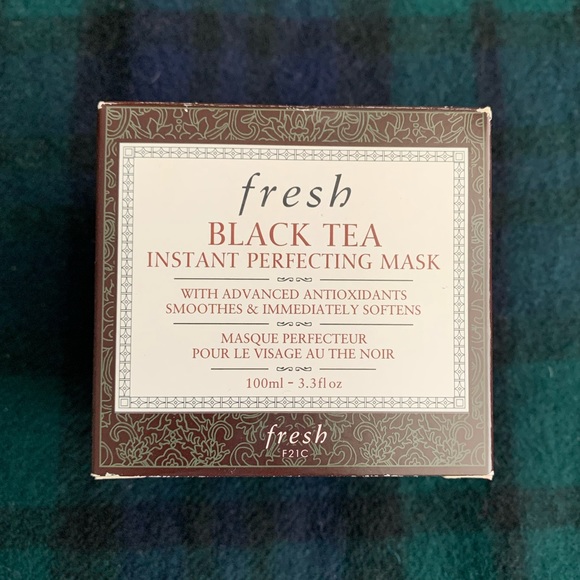 fresh
BLACK TEA
INSTANT PERFECTING MASK
WITH ADVANCED ANTIOXIDANTS
SMOOTHES & IMMEDIATELY SOFTENS
MASQUE PERFECTEUR
POUR LE VISAGE AU THE NOIR
100ml - 3.3fl oz
fresh
F21C